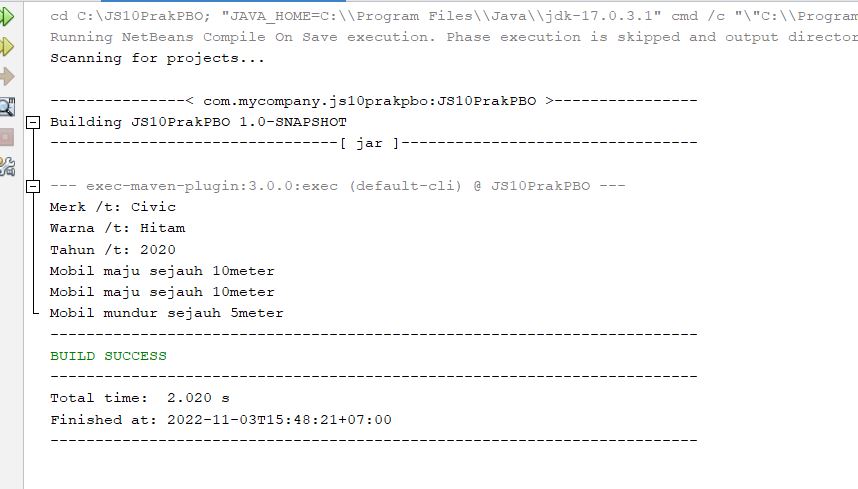 cd C:\JS10PrakPBO; "JAVA_HOME=C:\\Program Files\\Java\\jdk-17.0.3.1" cmd /c "\"C:\\Program
Running NetBeans Compile On Save execution. Phase execution is skipped and output director
Scanning for projects...
---------------< com.mycompany.js10prakpbo:JS10PrakPBO >----------------
Building JS10PrakPBO 1.0-SNAPSHOT
--------------------------------[ jar ]---------------------------------
--- exec-maven-plugin:3.0.0:exec (default-cli) @ JS10PrakPBO ---
Merk /t: Civic
Warna /t: Hitam
Tahun /t: 2020
Mobil maju sejauh 10meter
Mobil maju sejauh 10meter
Mobil mundur sejauh 5meter
------------------------------------------------------------------------
BUILD SUCCESS
------------------------------------------------------------------------
Total time:  2.020 s
Finished at: 2022-11-03T15:48:21+07:00
------------------------------------------------------------------------